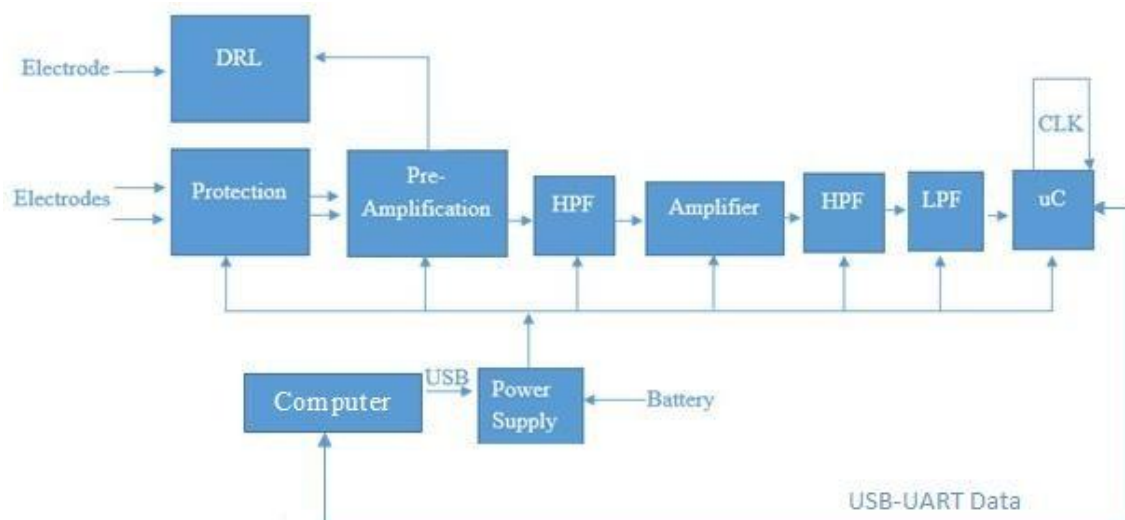 DRL
Electrode
CLK
Pre-
Amplification
Protection
Electrodes
HPF
Amplifier
HPF
LPF
uC
USB
Computer
Power
Supply
Battery
USB-UART Data